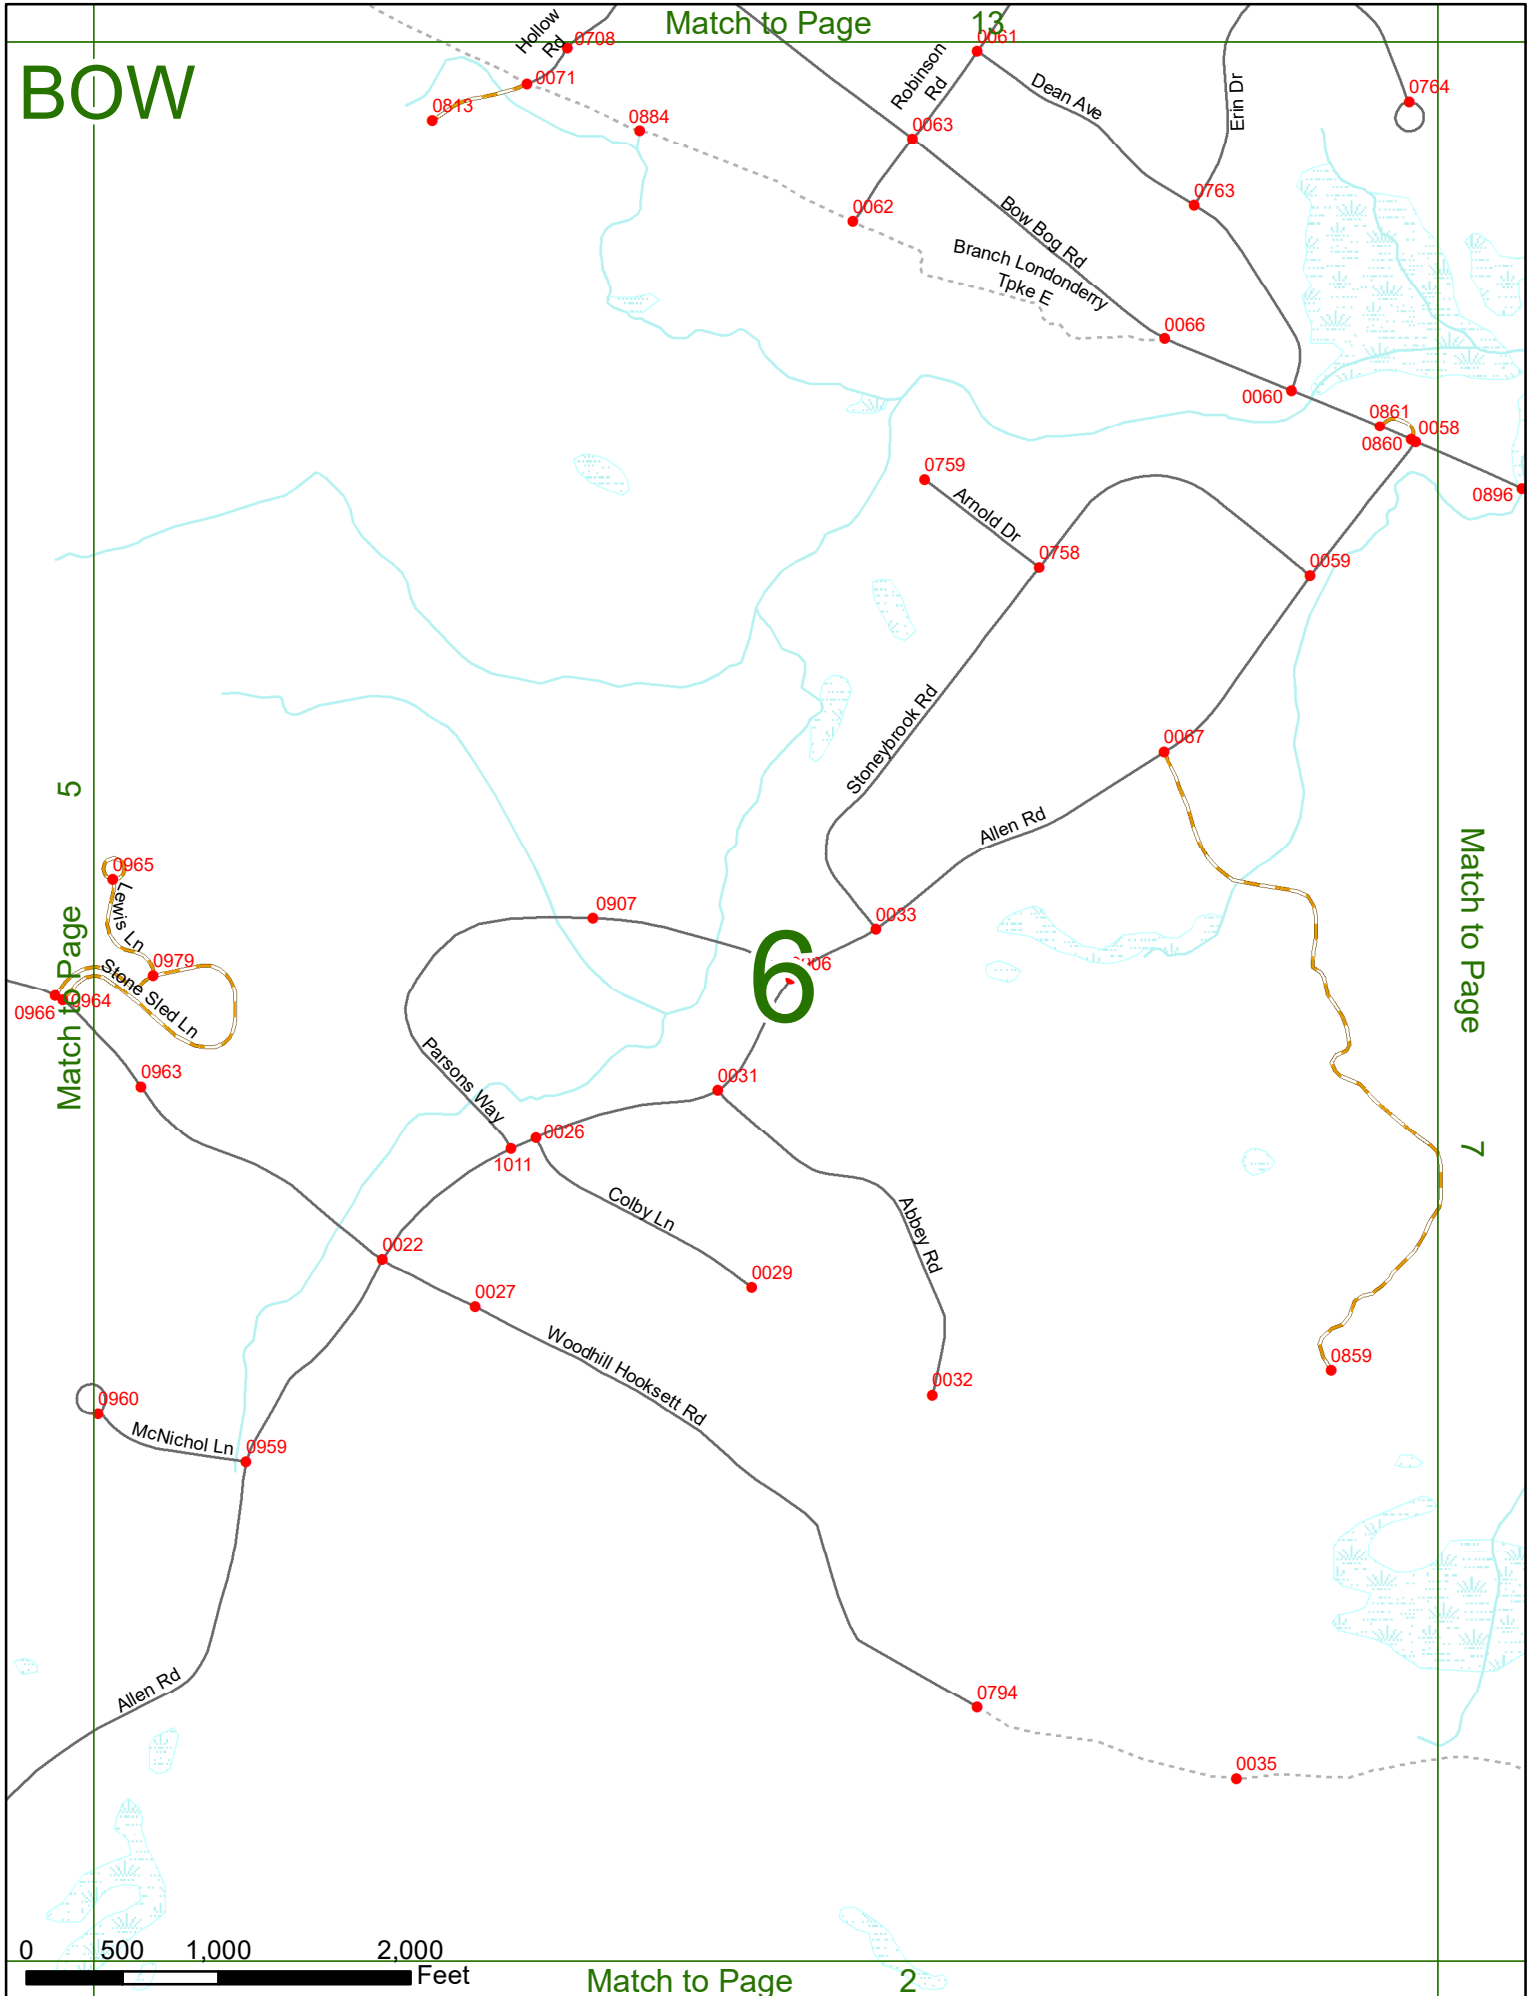 Match to Page 13
BOW
Hollow
Rd
0708
0071
0813
0884
0061
Robinson
Rd
Dean Ave
Erin Dr
0764
0063
0763
0062
Bow Bog Rd
Branch Londonderry
Tpke E
0066
0060
0861
0058
0860
0896
0759
Arnold Dr
0758
0059
Stoneybrook Rd
0067
Allen Rd
5
Match to Page
Match to Page
7
0965
Lewis Ln
0979
Stone Sled Ln
0966
0964
0963
0907
0033
6
Parsons Way
0031
0026
1011
Colby Ln
Abbey Rd
0022
0027
0029
Woodhill Hooksett Rd
0032
0859
0960
McNichol Ln
0959
Allen Rd
0794
0035
0 500 1,000 2,000
Feet
Match to Page 2